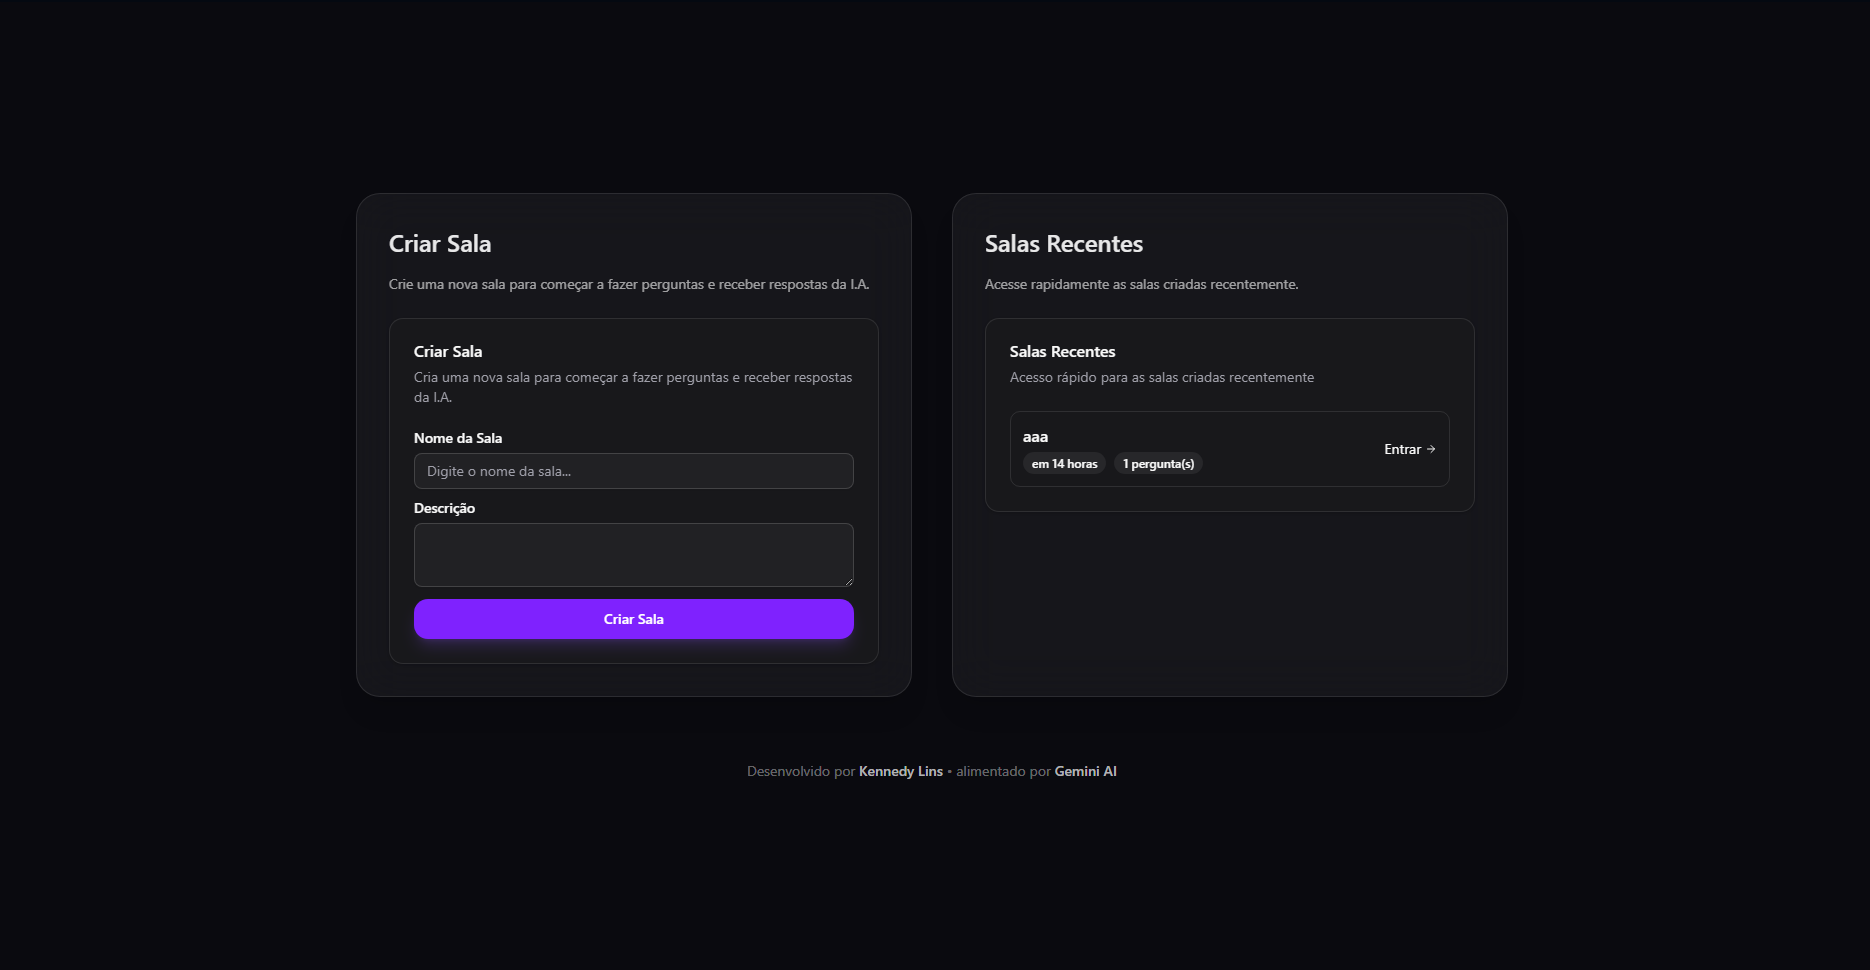 Criar Sala
Crie uma nova sala para começar a fazer perguntas e receber respostas da I.A.
Criar Sala
Cria uma nova sala para começar a fazer perguntas e receber respostas
da I.A.
Nome da Sala
Digite o nome da sala...
Descrição
Criar Sala
Salas Recentes
Acesse rapidamente as salas criadas recentemente.
Salas Recentes
Acesso rápido para as salas criadas recentemente
aaa
em 14 horas 1 pergunta(s)
Entrar →
Desenvolvido por Kennedy Lins • alimentado por Gemini AI